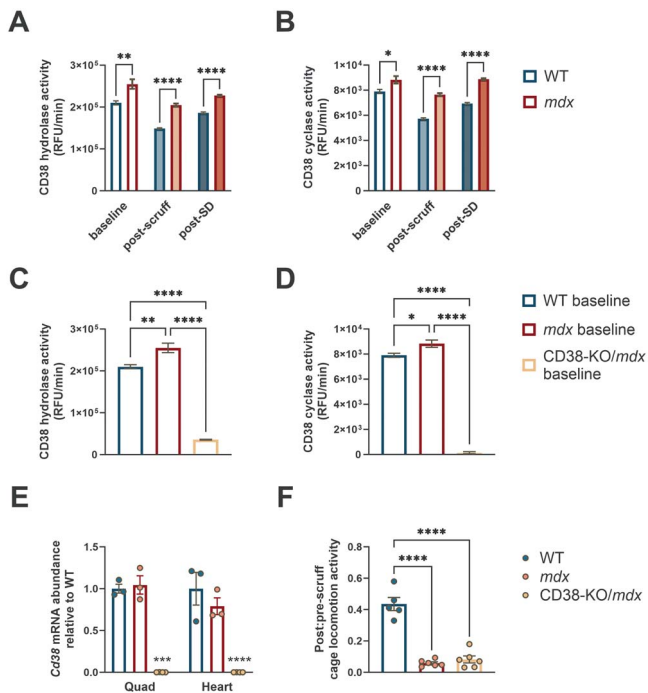 A
CD38 hydrolase activity
(RFU/min)
3×10⁵
2×10⁵
1×10⁵
0
**
****
****
baseline
post-scruff
post-SD
B
CD38 cyclase activity
(RFU/min)
1×10⁴
8×10³
6×10³
4×10³
2×10³
0
*
****
****
baseline
post-scruff
post-SD
WT
mdx
C
CD38 hydrolase activity
(RFU/min)
3×10⁵
2×10⁵
1×10⁵
0
****
**
****
D
CD38 cyclase activity
(RFU/min)
1×10⁴
8×10³
6×10³
4×10³
2×10³
0
****
*
****
WT baseline
mdx baseline
CD38-KO/mdx
baseline
E
Cd38 mRNA abundance
relative to WT
1.5
1.0
0.5
0.0
***
****
Quad
Heart
F
Post:pre-scruff
cage locomotion activity
0.8
0.6
0.4
0.2
0.0
****
****
WT
mdx
CD38-KO/mdx